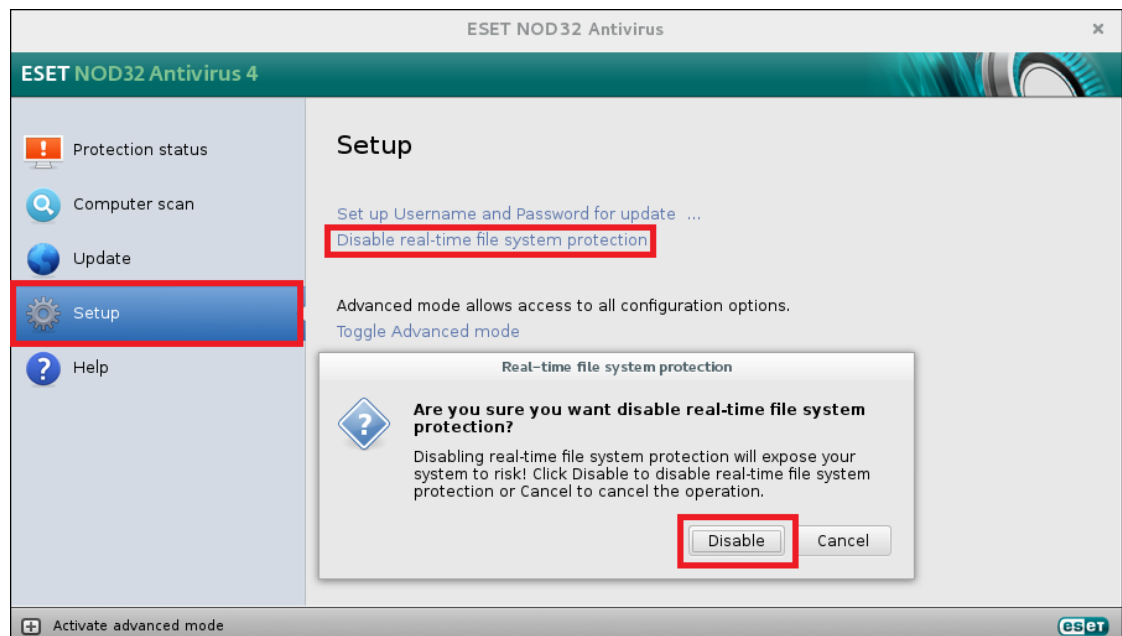 ESET NOD32 Antivirus
ESET NOD32 Antivirus 4
Protection status
Computer scan
Update
Setup
Help
Setup
Set up Username and Password for update ...
Disable real-time file system protection
Advanced mode allows access to all configuration options.
Toggle Advanced mode
Real-time file system protection
Are you sure you want disable real-time file system
protection?
Disabling real-time file system protection will expose your
system to risk! Click Disable to disable real-time file system
protection or Cancel to cancel the operation.
Disable
Cancel
Activate advanced mode
eset